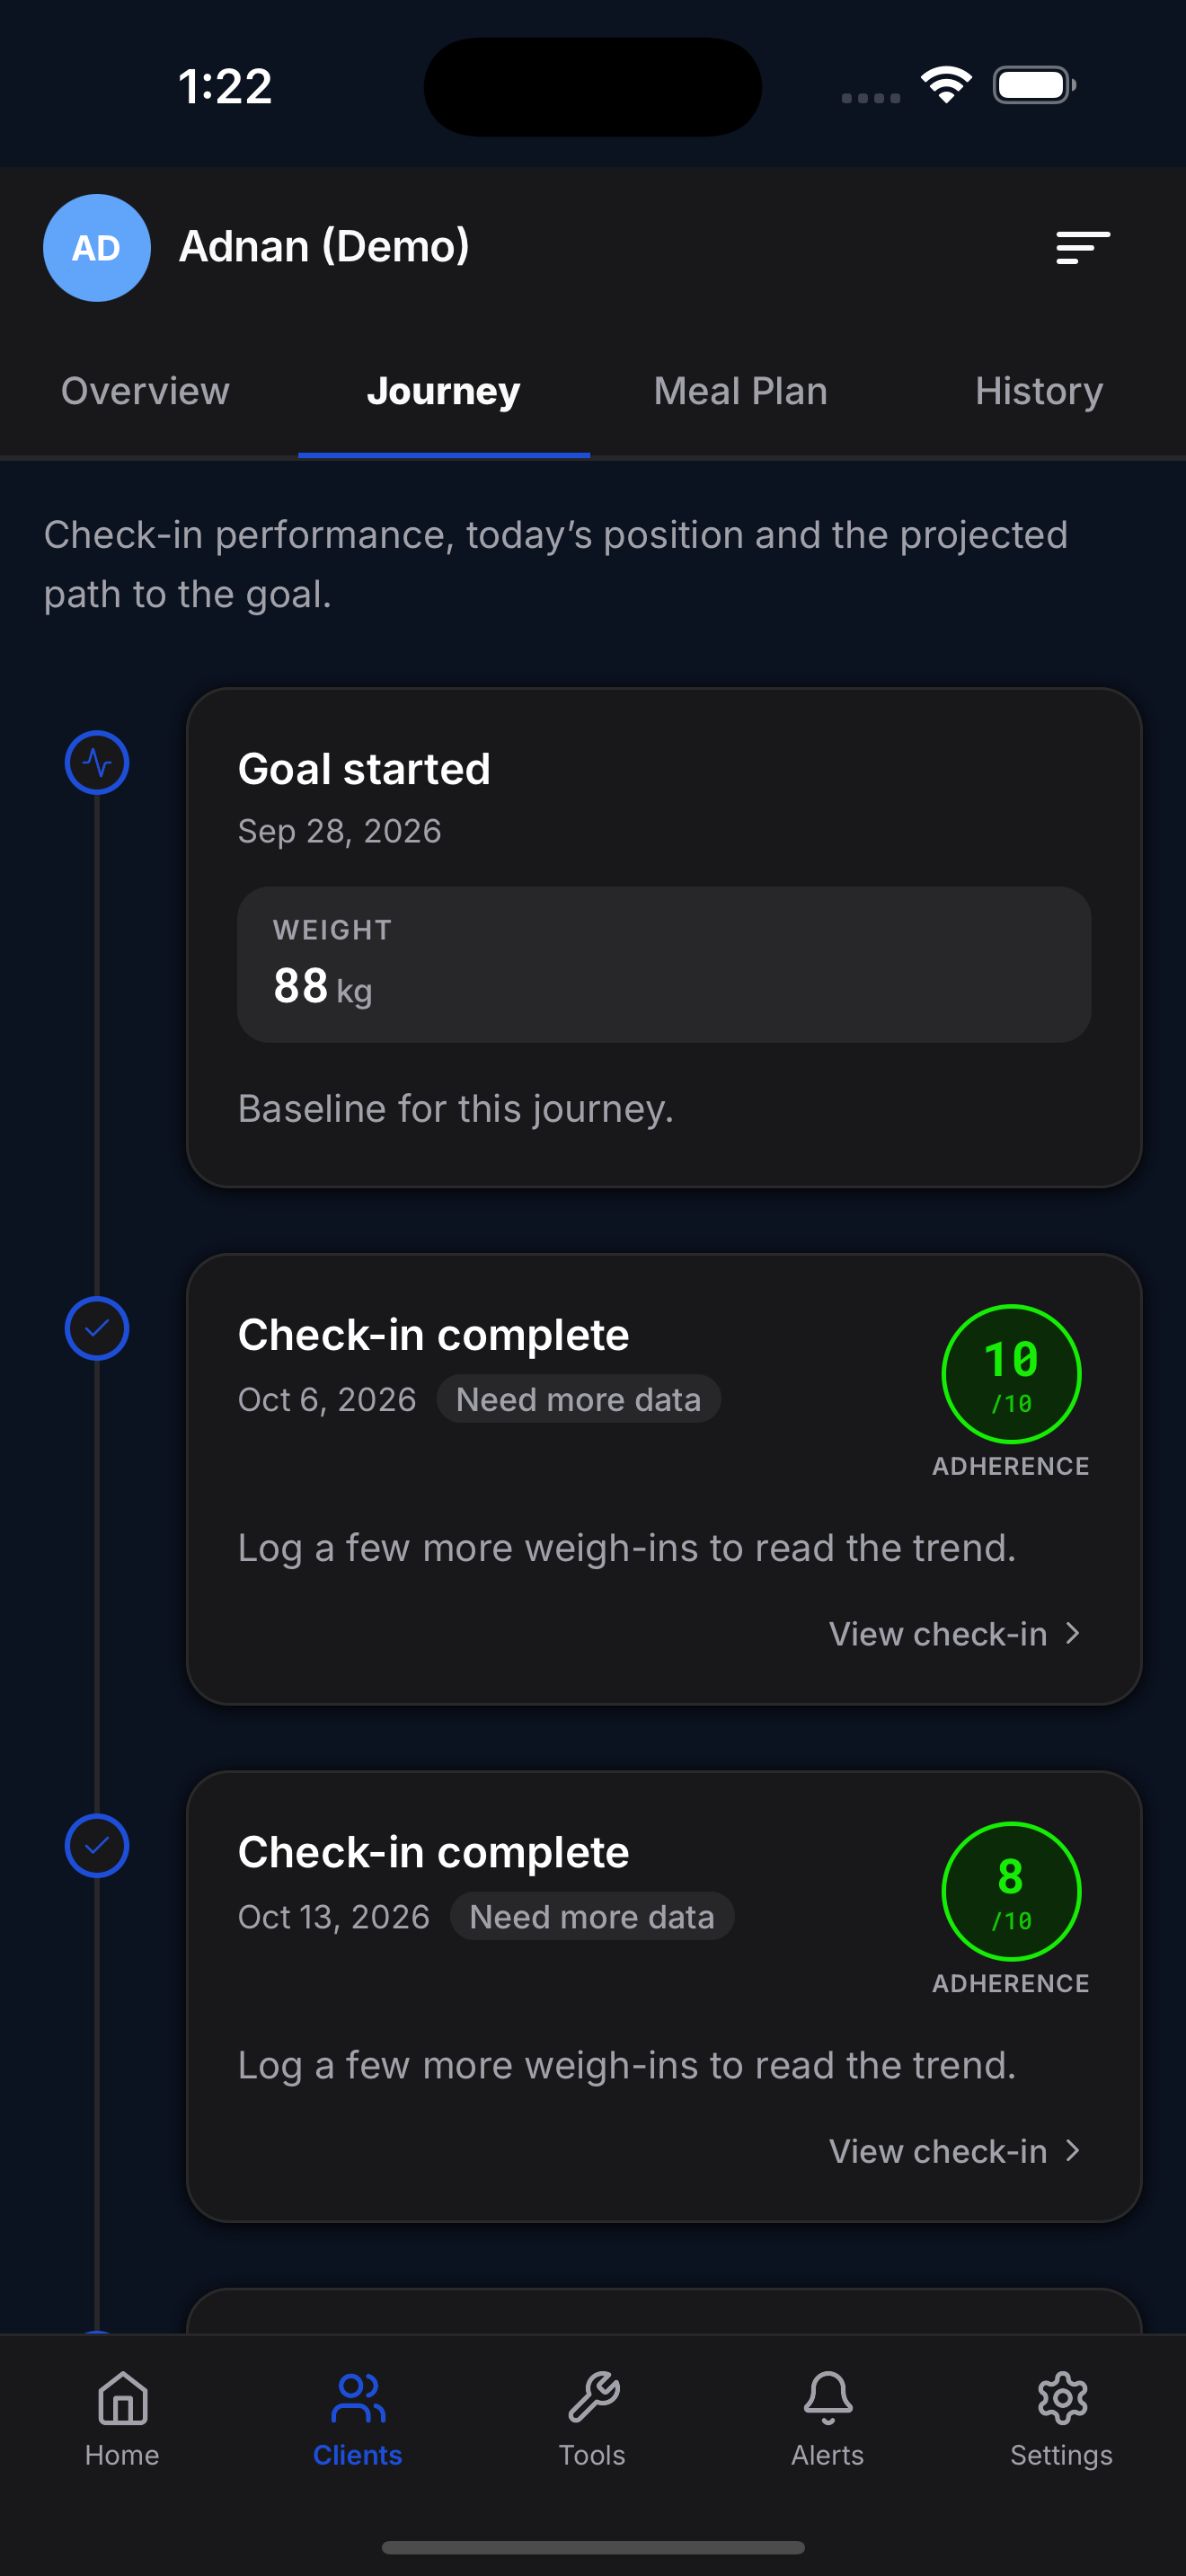 1:22
AD
Adnan (Demo)
Overview
Journey
Meal Plan
History
Check-in performance, today’s position and the projected
path to the goal.
Goal started
Sep 28, 2026
WEIGHT
88 kg
Baseline for this journey.
Check-in complete
Oct 6, 2026
Need more data
10
/10
ADHERENCE
Log a few more weigh-ins to read the trend.
View check-in
Check-in complete
Oct 13, 2026
Need more data
8
/10
ADHERENCE
Log a few more weigh-ins to read the trend.
View check-in
Home
Clients
Tools
Alerts
Settings